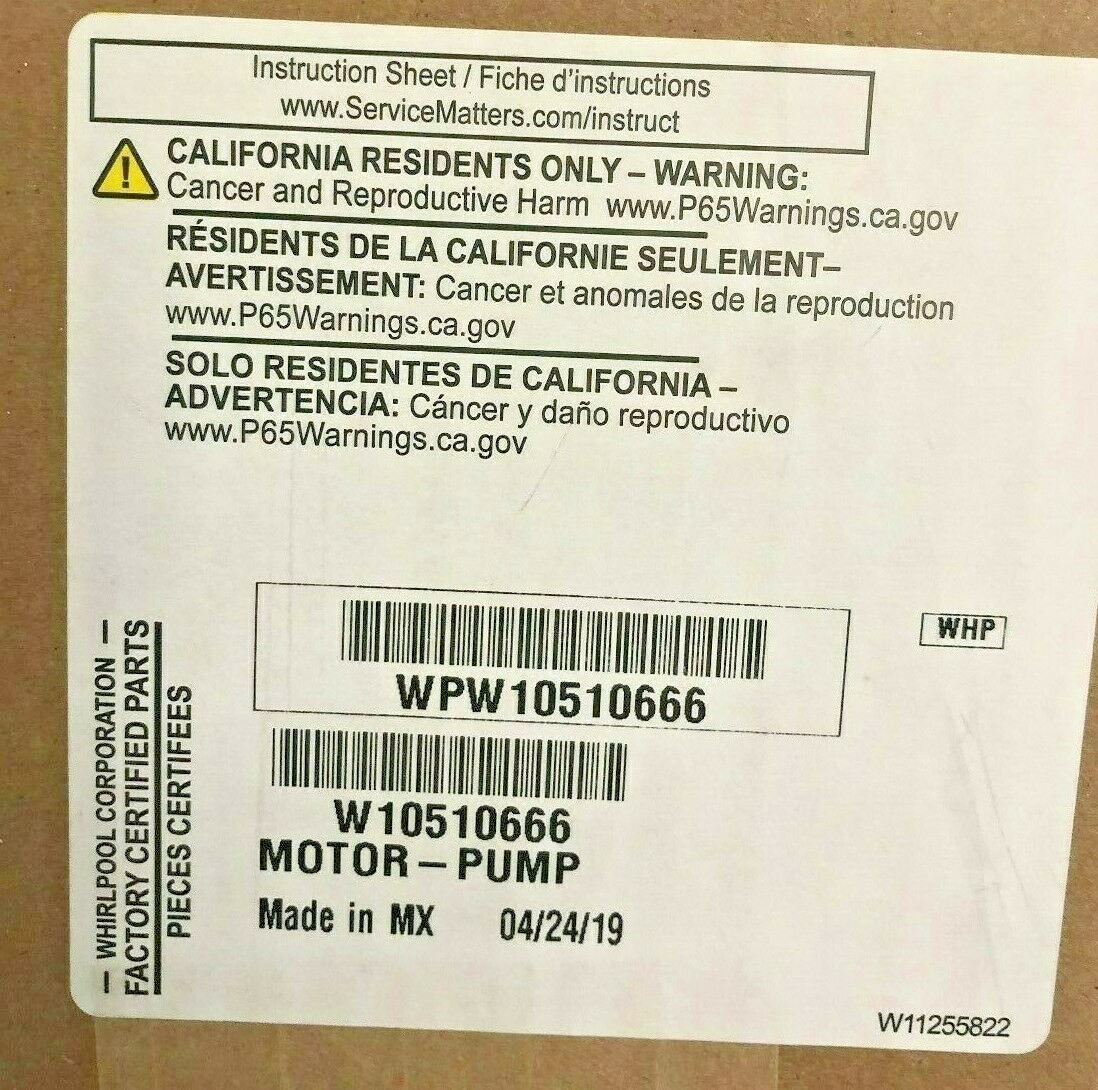 Instruction Sheet / Fiche d'instructions
www.ServiceMatters.com/instruct
CALIFORNIA RESIDENTS ONLY – WARNING:
Cancer and Reproductive Harm www.P65Warnings.ca.gov
RÉSIDENTS DE LA CALIFORNIE SEULEMENT–
AVERTISSEMENT: Cancer et anomales de la reproduction
www.P65Warnings.ca.gov
SOLO RESIDENTES DE CALIFORNIA –
ADVERTENCIA: Cáncer y daño reproductivo
www.P65Warnings.ca.gov
WPW10510666
WHP
W10510666
MOTOR – PUMP
Made in MX 04/24/19
— WHIRLPOOL CORPORATION —
FACTORY CERTIFIED PARTS
PIECES CERTIFEES
W11255822